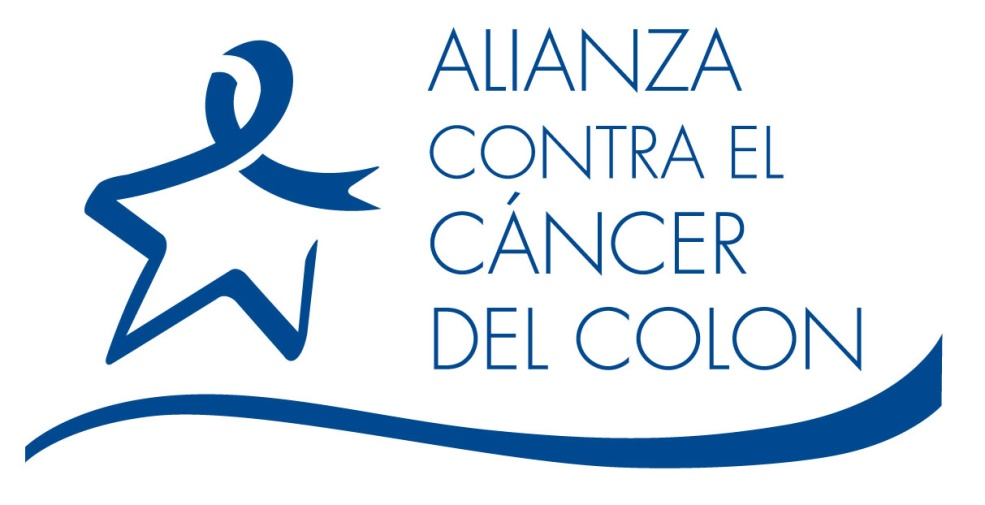 ALIANZA
CONTRA EL
CÁNCER
DEL COLON